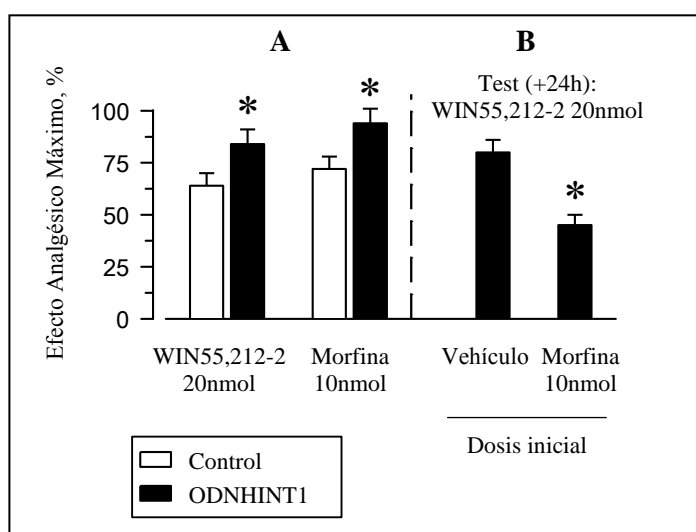 A
B
Efecto Analgésico Máximo, %
100
75
50
25
0
*
*
Test (+24h):
WIN55,212-2 20nmol
*
WIN55,212-2
20nmol
Morfina
10nmol
Vehículo
Morfina
10nmol
Dosis inicial
Control
ODNHINT1